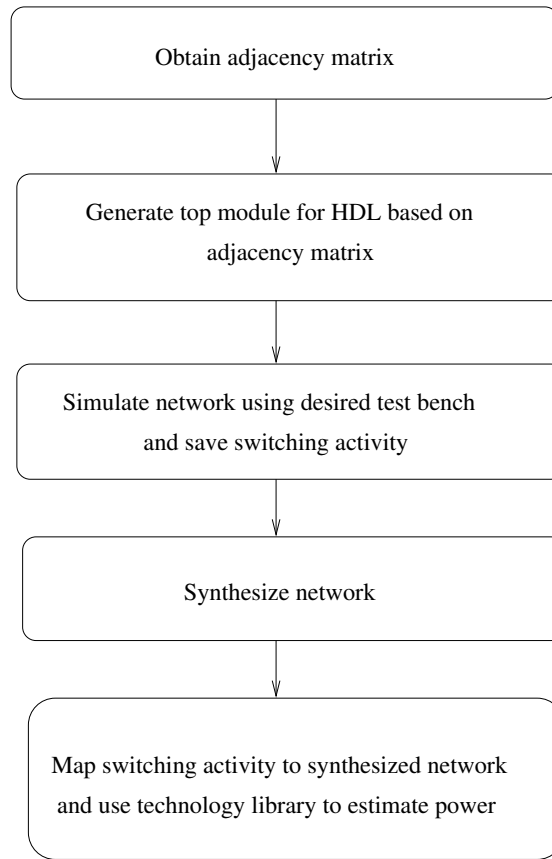 Obtain adjacency matrix
Generate top module for HDL based on
adjacency matrix
Simulate network using desired test bench
and save switching activity
Synthesize network
Map switching activity to synthesized network
and use technology library to estimate power